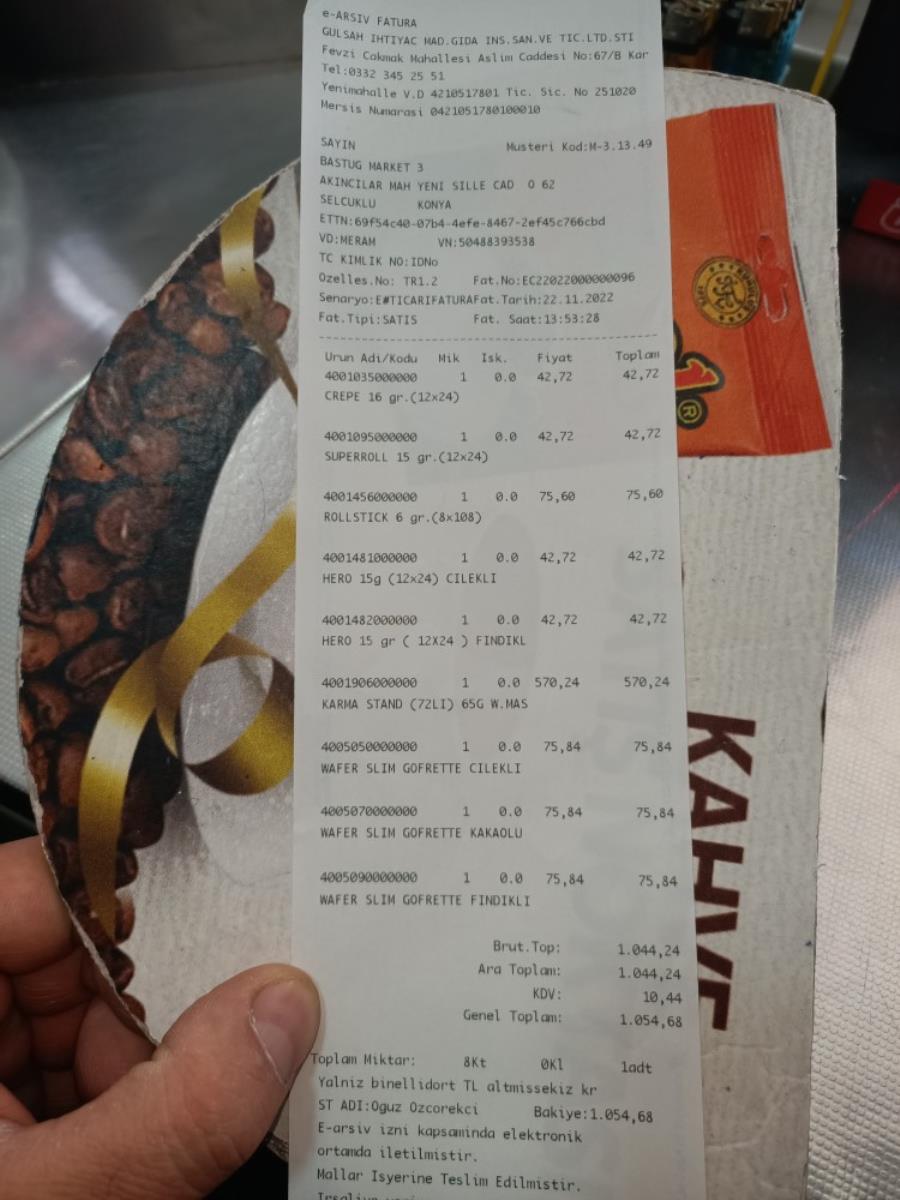 e-ARSIV FATURA
GULSAH IHTIYAC MAD.GIDA INS.SAN.VE TIC.LTD.STI
Fevzi Cakmak Mahallesi Aslim Caddesi No:67/B Kar
Tel:0332 345 25 51
Yenimahalle V.D 4210517801 Tic. Sic. No 251020
Mersis Numarasi 0421051780100010
SAYIN Musteri Kod:M-3.13.49
BASTUG MARKET 3
AKINCILAR MAH YENI SILLE CAD O 62
SELCUKLU KONYA
ETTN:69f54c40-07b4-4efe-8467-2ef45c766cbd
VD:MERAM VN:50488393538
TC KIMLIK NO:IDNo
Ozelles.No: TR1.2 Fat.No:EC22022000000096
Senaryo:E#TICARIFATURAFat.Tarih:22.11.2022
Fat.Tipi:SATIS Fat. Saat:13:53:28
Urun Adi/Kodu Mik Isk. Fiyat Toplam
4001035000000 1 0.0 42,72 42,72
CREPE 16 gr.(12x24)
4001095000000 1 0.0 42,72 42,72
SUPERROLL 15 gr.(12x24)
4001456000000 1 0.0 75,60 75,60
ROLLSTICK 6 gr.(8x108)
4001481000000 1 0.0 42,72 42,72
HERO 15g (12x24) CILEKLI
4001482000000 1 0.0 42,72 42,72
HERO 15 gr ( 12X24 ) FINDIKL
4001906000000 1 0.0 570,24 570,24
KARMA STAND (72LI) 65G W.MAS
4005050000000 1 0.0 75,84 75,84
WAFER SLIM GOFRETTE CILEKLI
4005070000000 1 0.0 75,84 75,84
WAFER SLIM GOFRETTE KAKAOLU
4005090000000 1 0.0 75,84 75,84
WAFER SLIM GOFRETTE FINDIKLI
Brut.Top: 1.044,24
Ara Toplam: 1.044,24
KDV: 10,44
Genel Toplam: 1.054,68
Toplam Miktar: 8Kt 0Kl 1adt
Yalniz binellidort TL altmissekiz kr
ST ADI:Oguz Ozcorekci Bakiye:1.054,68
E-arsiv izni kapsaminda elektronik
ortamda iletilmistir.
Mallar Isyerine Teslim Edilmistir.
KAHVE